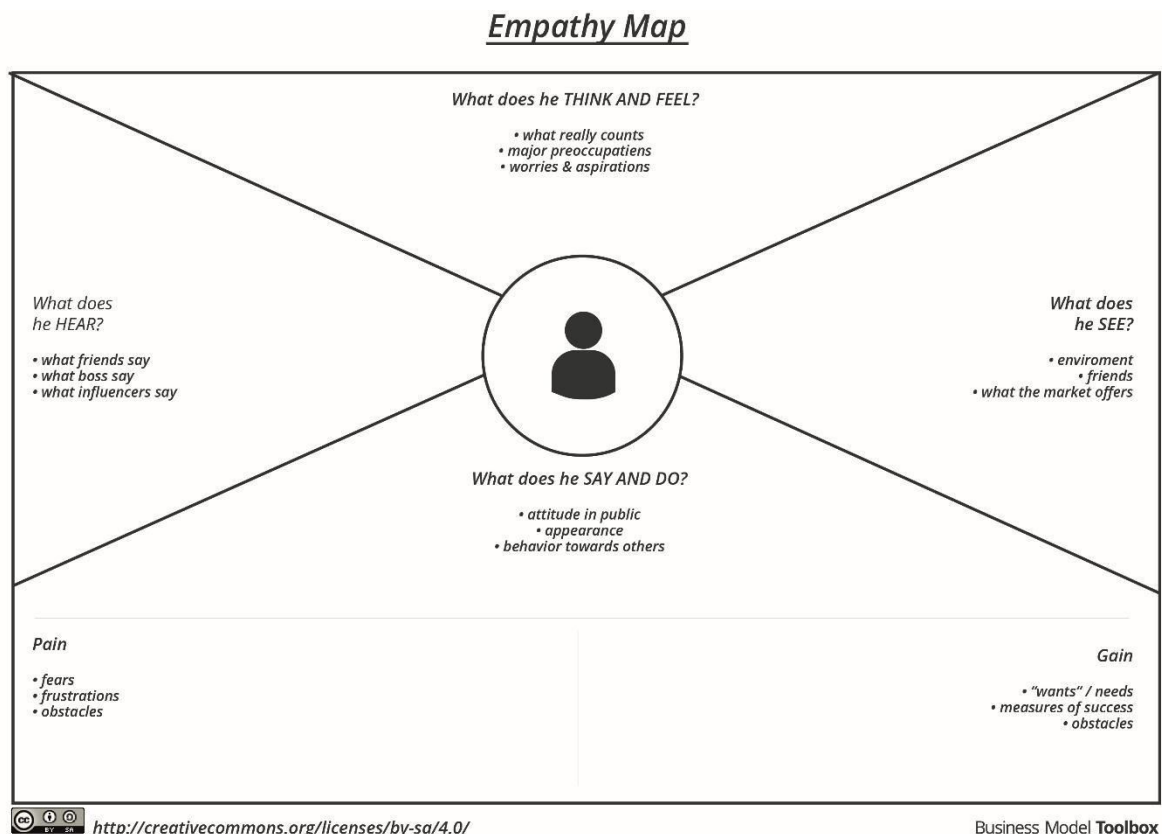 Empathy Map
What does he THINK AND FEEL?
• what really counts
• major preoccupatiens
• worries & aspirations
What does
he HEAR?
• what friends say
• what boss say
• what influencers say
What does
he SEE?
• enviroment
• friends
• what the market offers
What does he SAY AND DO?
• attitude in public
• appearance
• behavior towards others
Pain
• fears
• frustrations
• obstacles
Gain
• “wants” / needs
• measures of success
• obstacles
cc BY SA
http://creativecommons.org/licenses/by-sa/4.0/
Business Model Toolbox